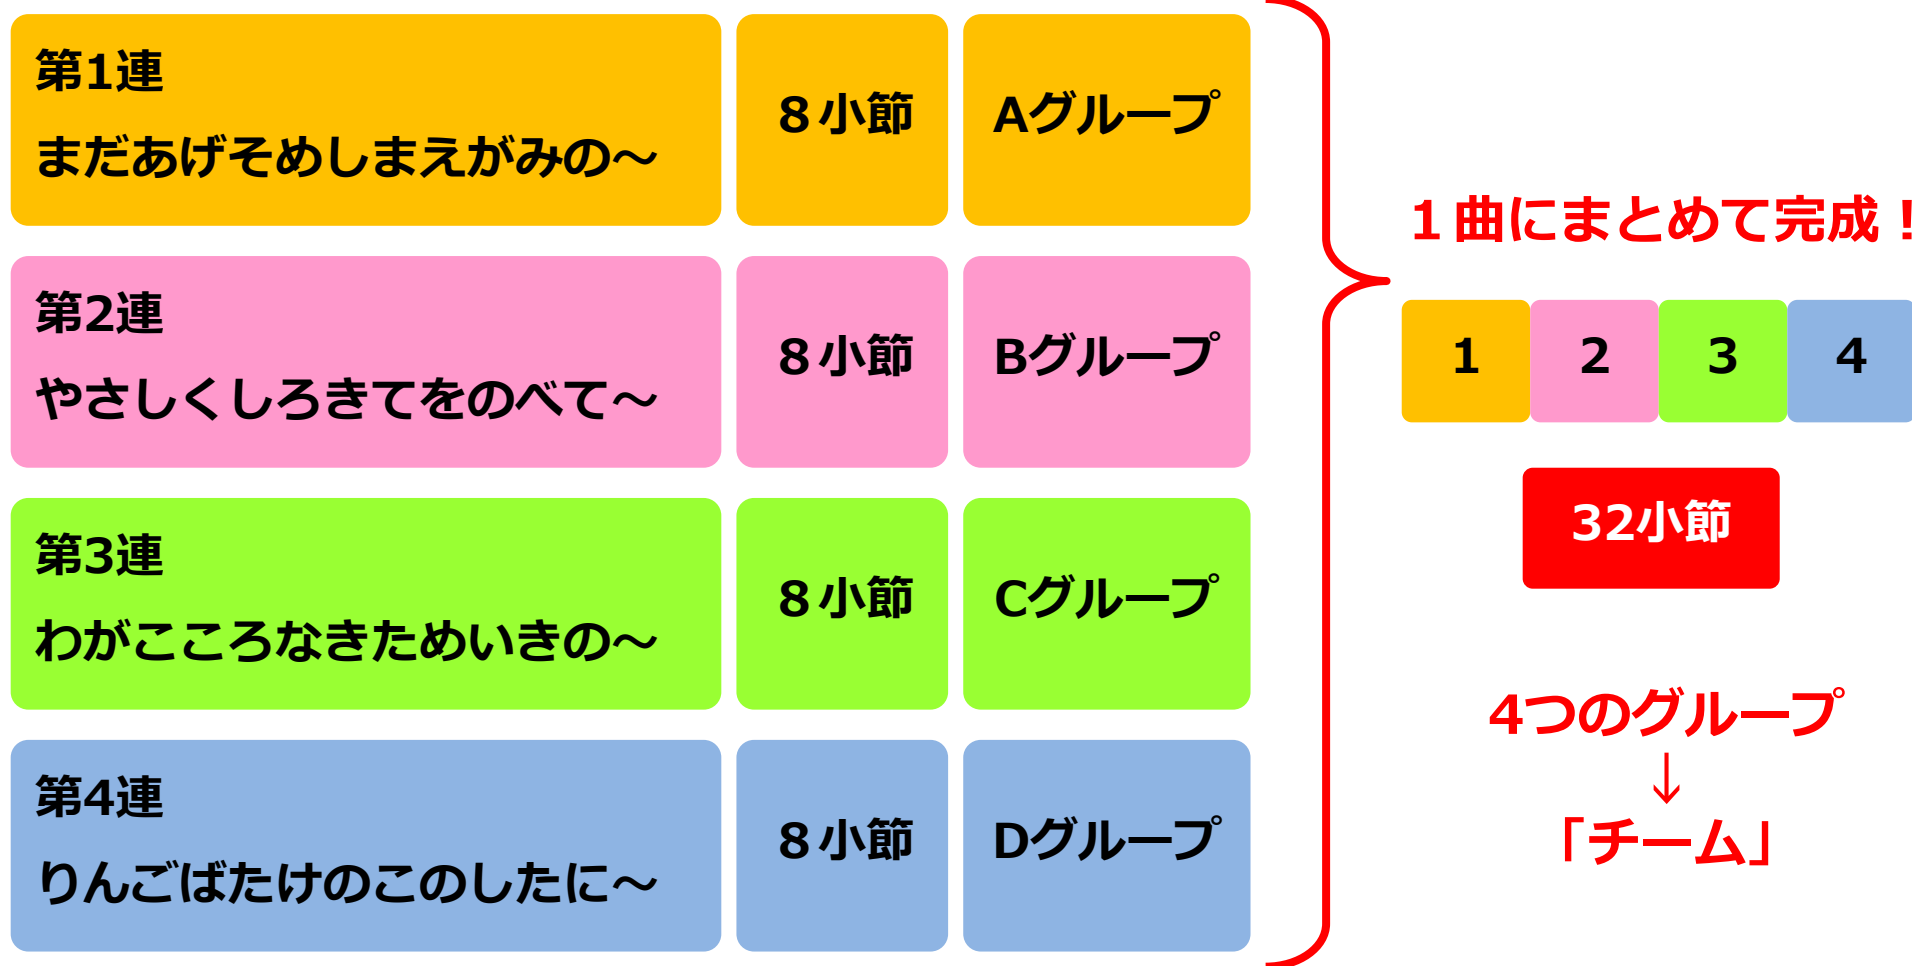 第1連
まだあげそめしまえがみの～
８小節
Aグループ
第2連
やさしくしろきてをのべて～
８小節
Bグループ
第3連
わがこころなきためいきの～
８小節
Cグループ
第4連
りんごばたけのこのしたに～
８小節
Dグループ
１曲にまとめて完成！
1 2 3 4
32小節
4つのグループ
↓
「チーム」